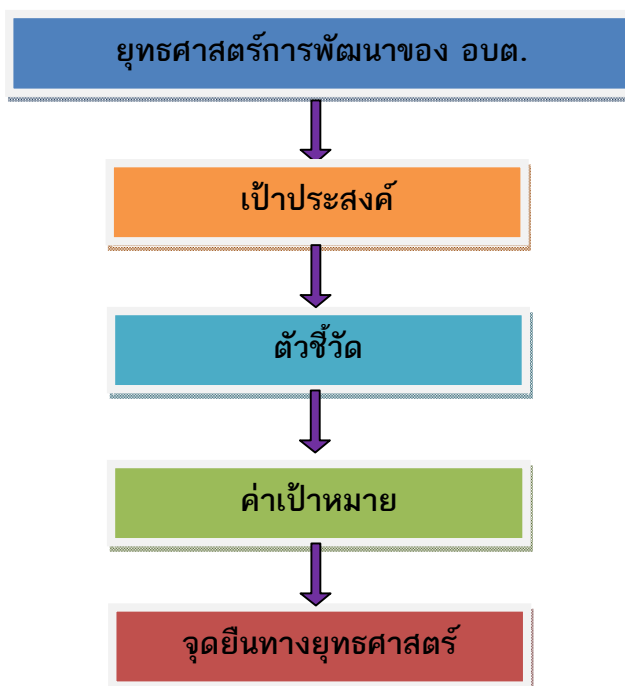 ยุทธศาสตร์การพัฒนาของ อบต.
เป้าประสงค์
ตัวชี้วัด
ค่าเป้าหมาย
จุดยืนทางยุทธศาสตร์